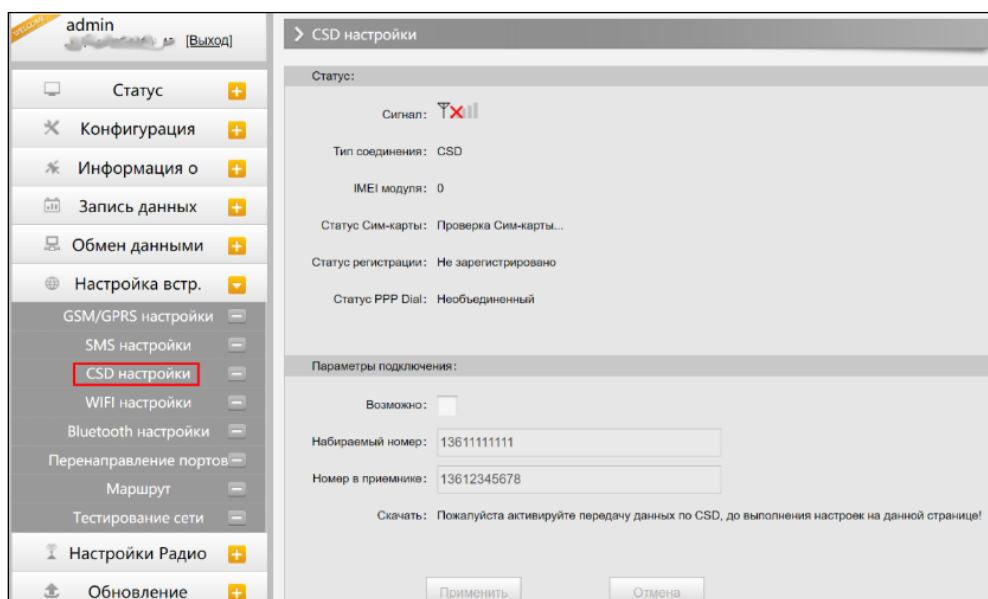 WELCOME
admin
[Выход]
Статус
Конфигурация
Информация о
Запись данных
Обмен данными
Настройка встр.
GSM/GPRS настройки
SMS настройки
CSD настройки
WIFI настройки
Bluetooth настройки
Перенаправление портов
Маршрут
Тестирование сети
Настройки Радио
Обновление
CSD настройки
Статус:
Сигнал:
Тип соединения: CSD
IMEI модуля: 0
Статус Сим-карты: Проверка Сим-карты...
Статус регистрации: Не зарегистрировано
Статус PPP Dial: Необъединенный
Параметры подключения:
Возможно:
Набираемый номер: 13611111111
Номер в приемнике: 13612345678
Скачать: Пожалуйста активируйте передачу данных по CSD, до выполнения настроек на данной странице!
Применить Отмена